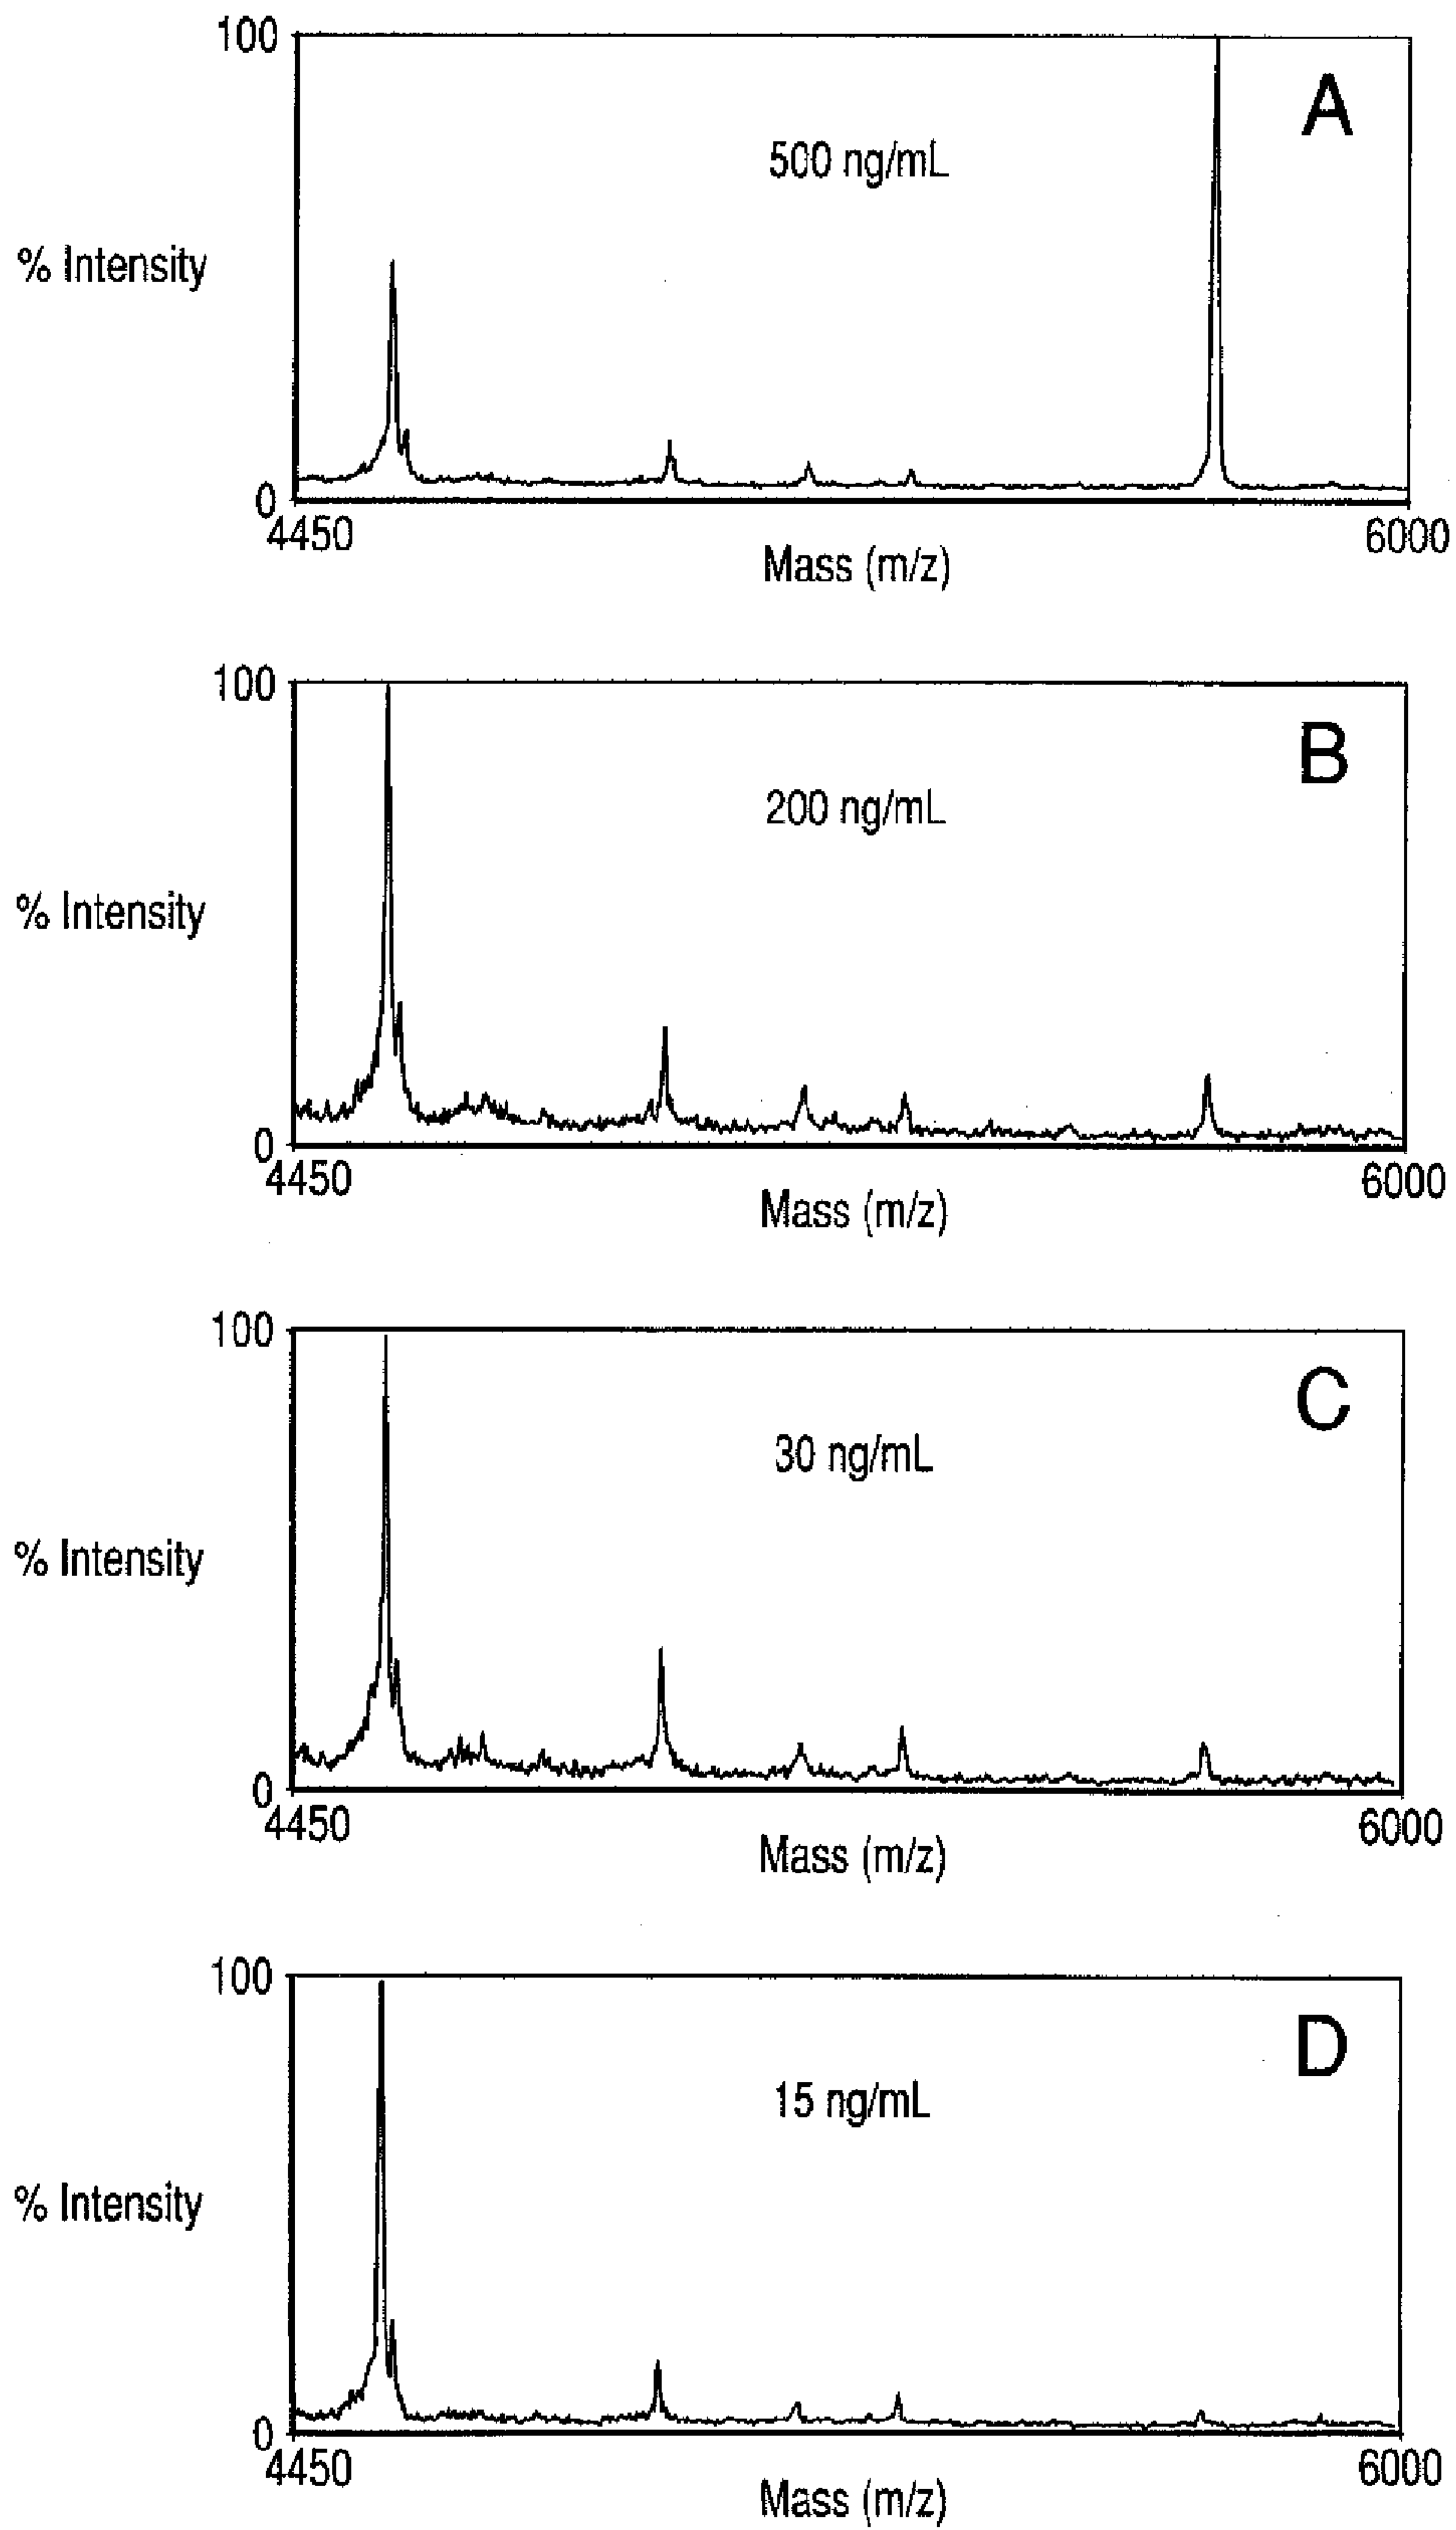 100
A
500 ng/mL
% Intensity
0
4450
6000
Mass (m/z)
100
B
200 ng/mL
% Intensity
0
4450
6000
Mass (m/z)
100
C
30 ng/mL
% Intensity
0
4450
6000
Mass (m/z)
100
D
15 ng/mL
% Intensity
0
4450
6000
Mass (m/z)